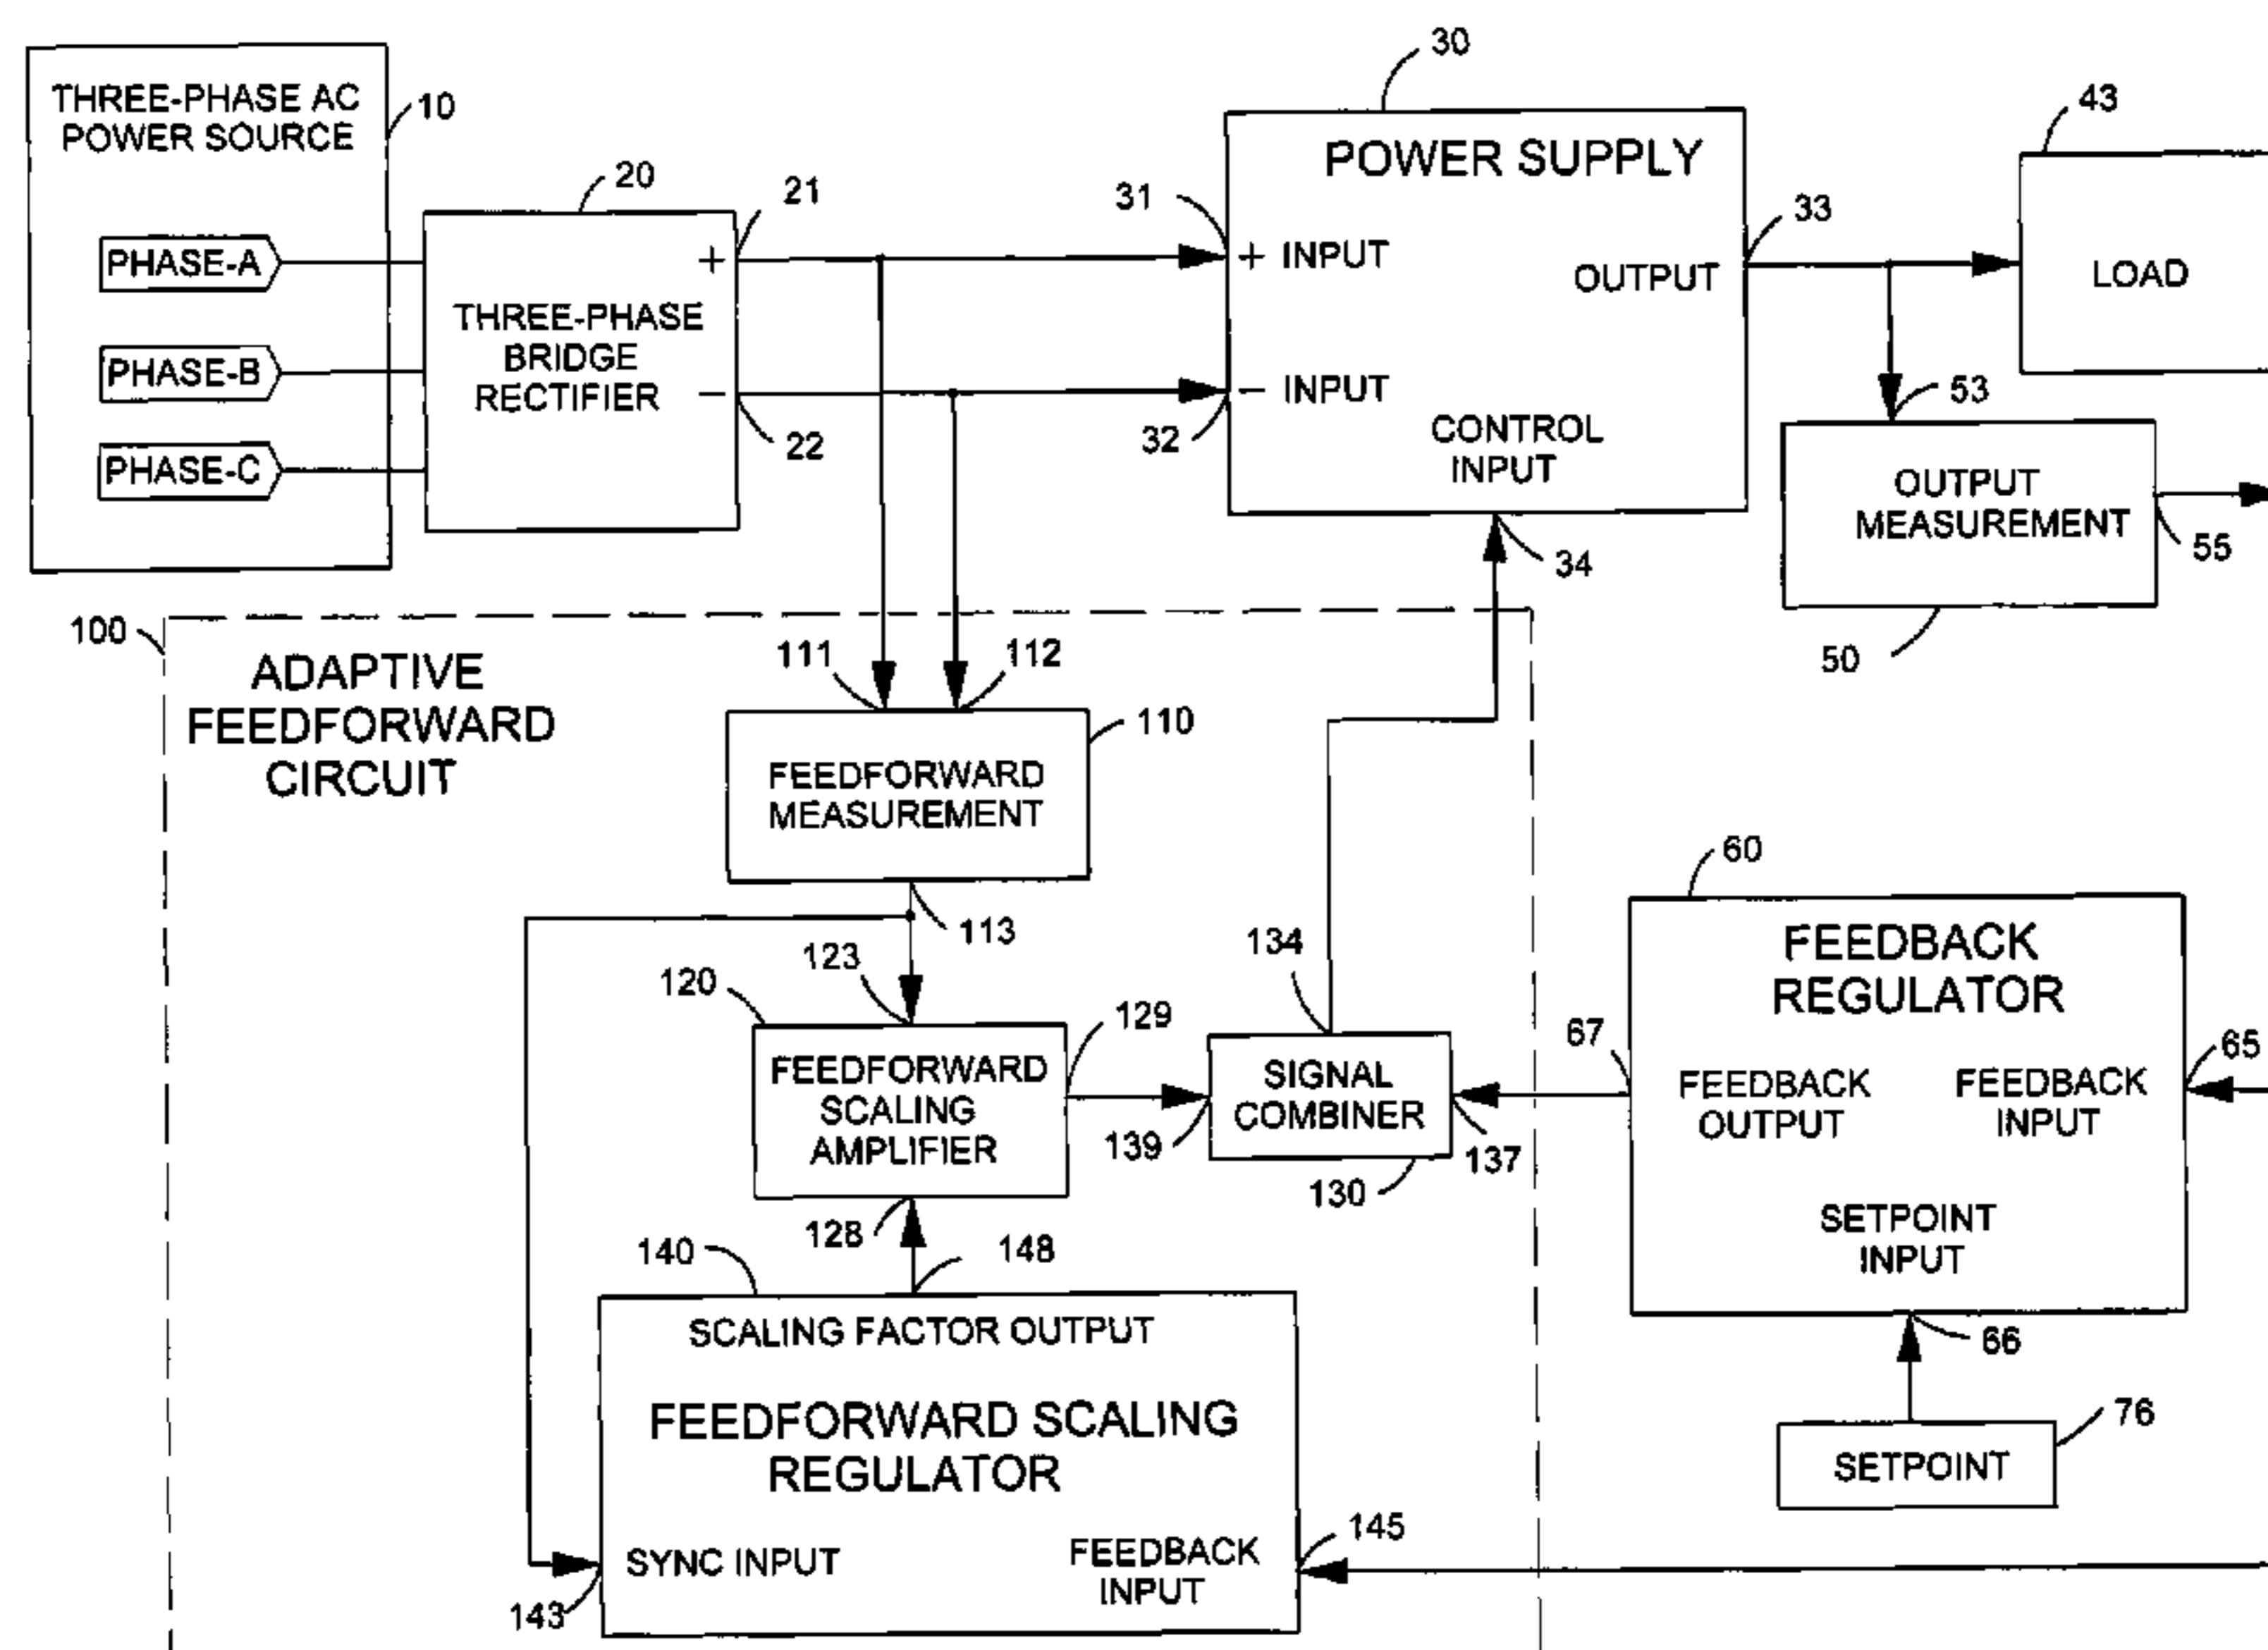 THREE-PHASE AC
POWER SOURCE
10
PHASE-A
PHASE-B
PHASE-C
20
21
+
THREE-PHASE
BRIDGE
RECTIFIER
−
22
30
POWER SUPPLY
31
+ INPUT
OUTPUT
33
− INPUT
32
CONTROL
INPUT
34
43
LOAD
53
OUTPUT
MEASUREMENT
55
50
100
ADAPTIVE
FEEDFORWARD
CIRCUIT
111
112
110
FEEDFORWARD
MEASUREMENT
113
123
120
129
FEEDFORWARD
SCALING
AMPLIFIER
128
134
SIGNAL
COMBINER
139
137
130
60
FEEDBACK
REGULATOR
67
65
FEEDBACK
OUTPUT
FEEDBACK
INPUT
SETPOINT
INPUT
66
76
SETPOINT
140
148
SCALING FACTOR OUTPUT
FEEDFORWARD SCALING
REGULATOR
145
SYNC INPUT
FEEDBACK
INPUT
143